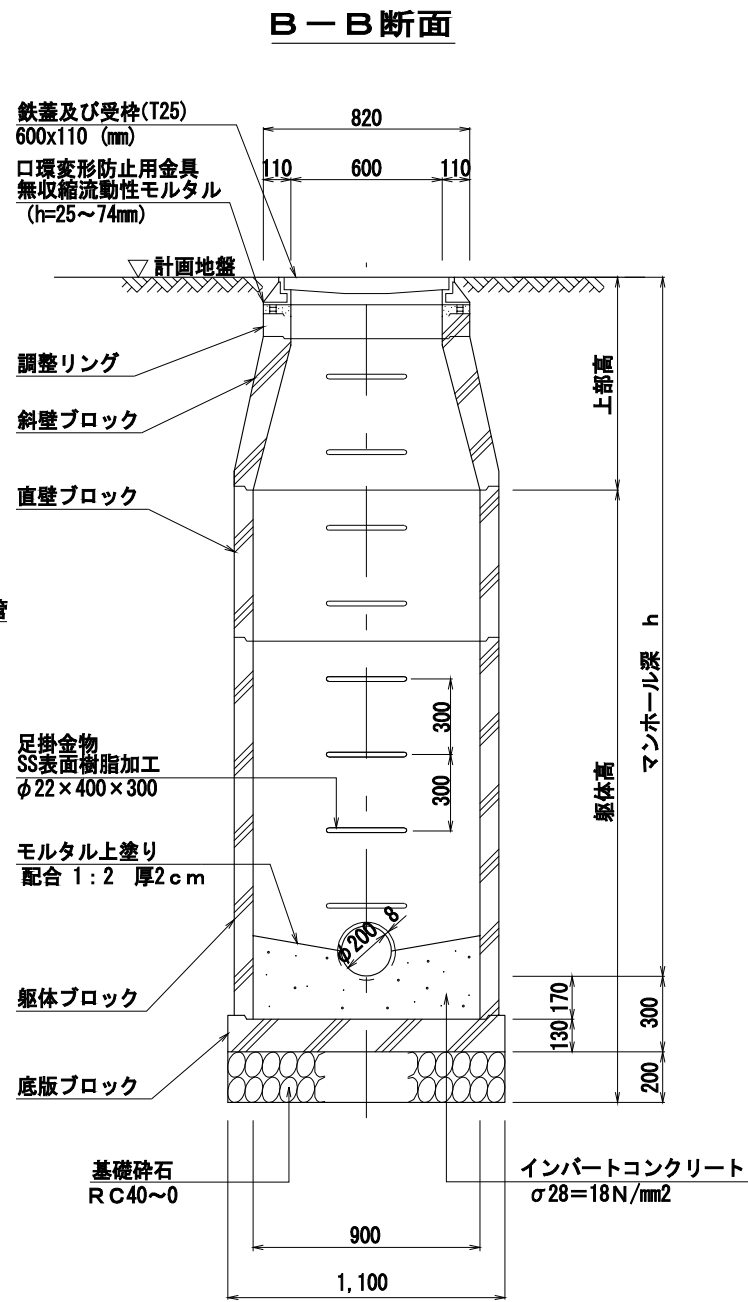 B－B断面
鉄蓋及び受枠(T25)
600x110 (mm)
口環変形防止用金具
無収縮流動性モルタル
(h=25～74mm)
820
110
600
110
計画地盤
調整リング
斜壁ブロック
直壁ブロック
管
足掛金物
SS表面樹脂加工
φ22×400×300
モルタル上塗り
配合 1：2 厚2cm
躯体ブロック
底版ブロック
基礎砕石
RC40～0
インバートコンクリート
σ28＝18N/mm2
上部高
マンホール深 h
躯体高
300
300
φ200
8
170
130
300
200
900
1,100